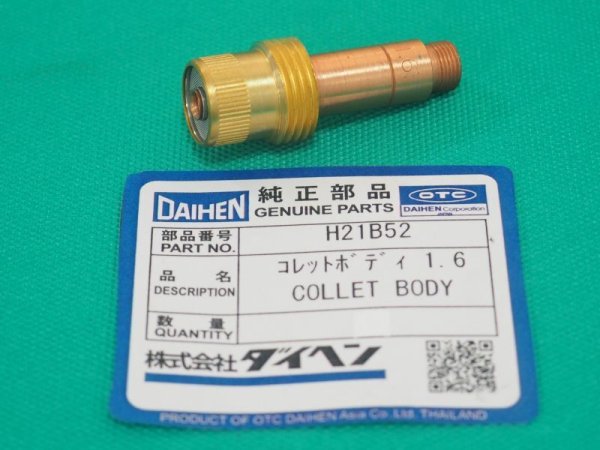 DAIHEN 純正部品 OTC
GENUINE PARTS DAIHEN Corporation
JAPAN
部品番号 H21B52
PART NO.
品名 コレットボディ 1.6
DESCRIPTION COLLET BODY
数量
QUANTITY
株式会社ダイヘン
PRODUCT OF OTC DAIHEN Asia Co.,Ltd. THAILAND